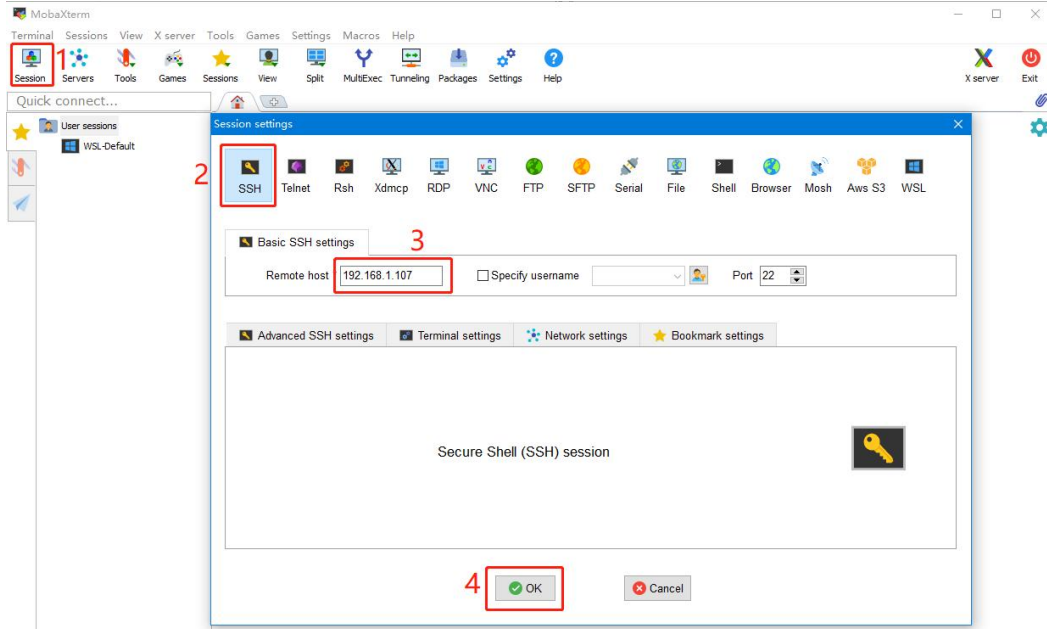 MobaXterm
Terminal Sessions View X server Tools Games Settings Macros Help
1
Session Servers Tools Games Sessions View Split MultiExec Tunneling Packages Settings Help X server Exit
Quick connect...
User sessions
WSL-Default
Session settings
2
SSH Telnet Rsh Xdmcp RDP VNC FTP SFTP Serial File Shell Browser Mosh Aws S3 WSL
Basic SSH settings
3
Remote host 192.168.1.107 Specify username Port 22
Advanced SSH settings Terminal settings Network settings Bookmark settings
Secure Shell (SSH) session
4
OK Cancel